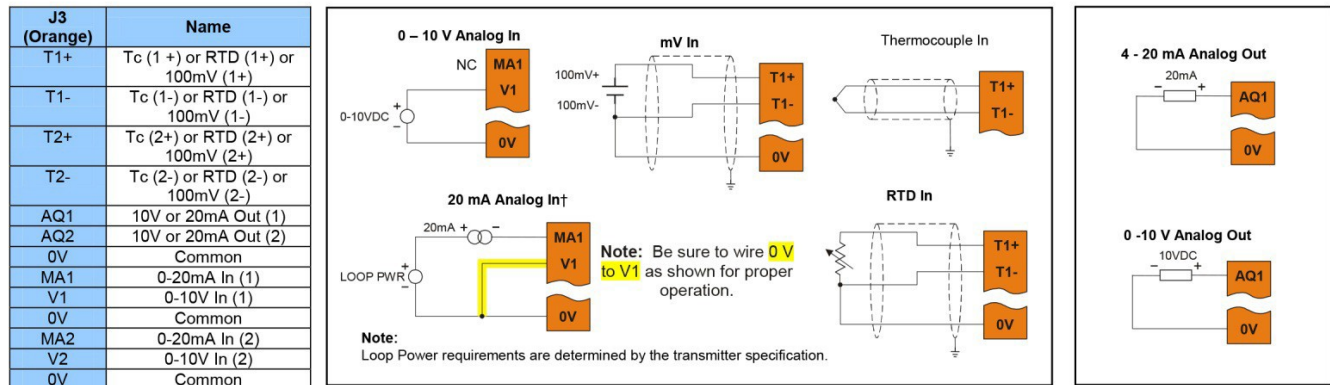 J3
(Orange)
Name
T1+
Tc (1 +) or RTD (1+) or
100mV (1+)
T1-
Tc (1-) or RTD (1-) or
100mV (1-)
T2+
Tc (2+) or RTD (2+) or
100mV (2+)
T2-
Tc (2-) or RTD (2-) or
100mV (2-)
AQ1
10V or 20mA Out (1)
AQ2
10V or 20mA Out (2)
0V
Common
MA1
0-20mA In (1)
V1
0-10V In (1)
0V
Common
MA2
0-20mA In (2)
V2
0-10V In (2)
0V
Common
0 – 10 V Analog In
NC
MA1
V1
+
0-10VDC
−
0V
mV In
100mV+
100mV-
T1+
T1-
0V
Thermocouple In
T1+
T1-
20 mA Analog In†
20mA + −
MA1
V1
+
LOOP PWR
−
0V
Note: Be sure to wire 0 V
to V1 as shown for proper
operation.
RTD In
T1+
T1-
0V
Note:
Loop Power requirements are determined by the transmitter specification.
4 - 20 mA Analog Out
20mA
− +
AQ1
0V
0 -10 V Analog Out
10VDC
− +
AQ1
0V